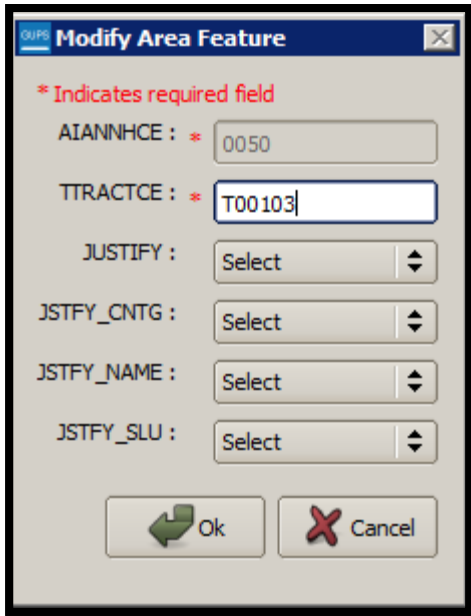 GUPS Modify Area Feature
* Indicates required field
AIANNHCE : * 0050
TTRACTCE : * T00103
JUSTIFY : Select
JSTFY_CNTG : Select
JSTFY_NAME : Select
JSTFY_SLU : Select
Ok Cancel